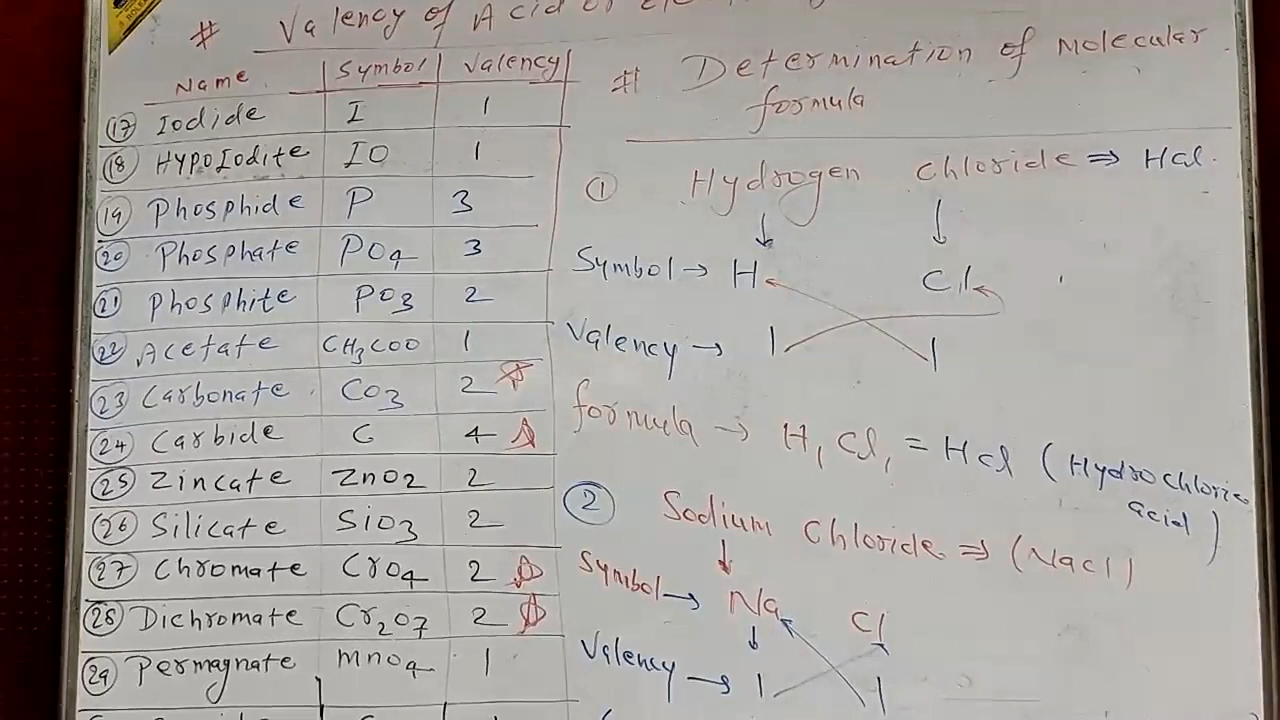 # Valency of Acid
Name Symbol Valency
17 Iodide I 1
18 HypoIodite IO 1
19 Phosphide P 3
20 Phosphate PO4 3
21 Phosphite PO3 2
22 Acetate CH3COO 1
23 Carbonate CO3 2
24 Carbide C 4
25 Zincate ZnO2 2
26 Silicate SiO3 2
27 Chromate CrO4 2
28 Dichromate Cr2O7 2
29 Permagnate MnO4 1
# Determination of Molecular
formula
1 Hydrogen Chloride ⇒ HCl.
Symbol → H Cl
Valency → 1 1
formula → H1Cl1 = HCl (Hydrochloric
acid)
2 Sodium Chloride ⇒ (NaCl)
Symbol → Na Cl
Valency → 1 1